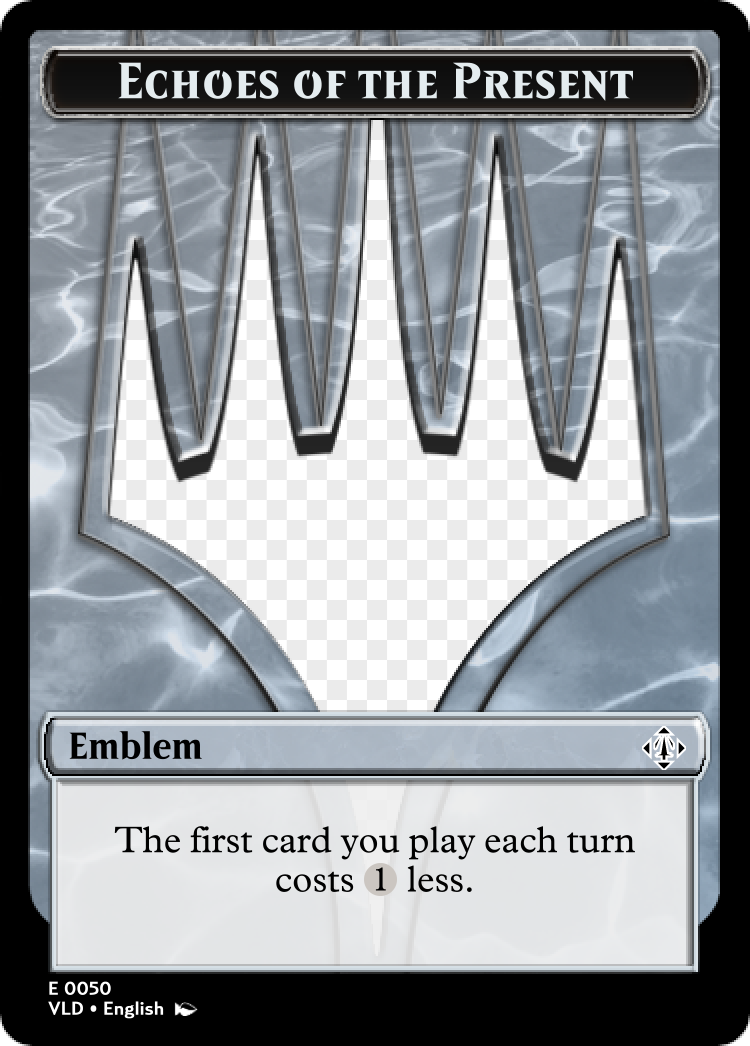 Echoes of the Present
Emblem
The first card you play each turn
costs 1 less.
E 0050
VLD • English